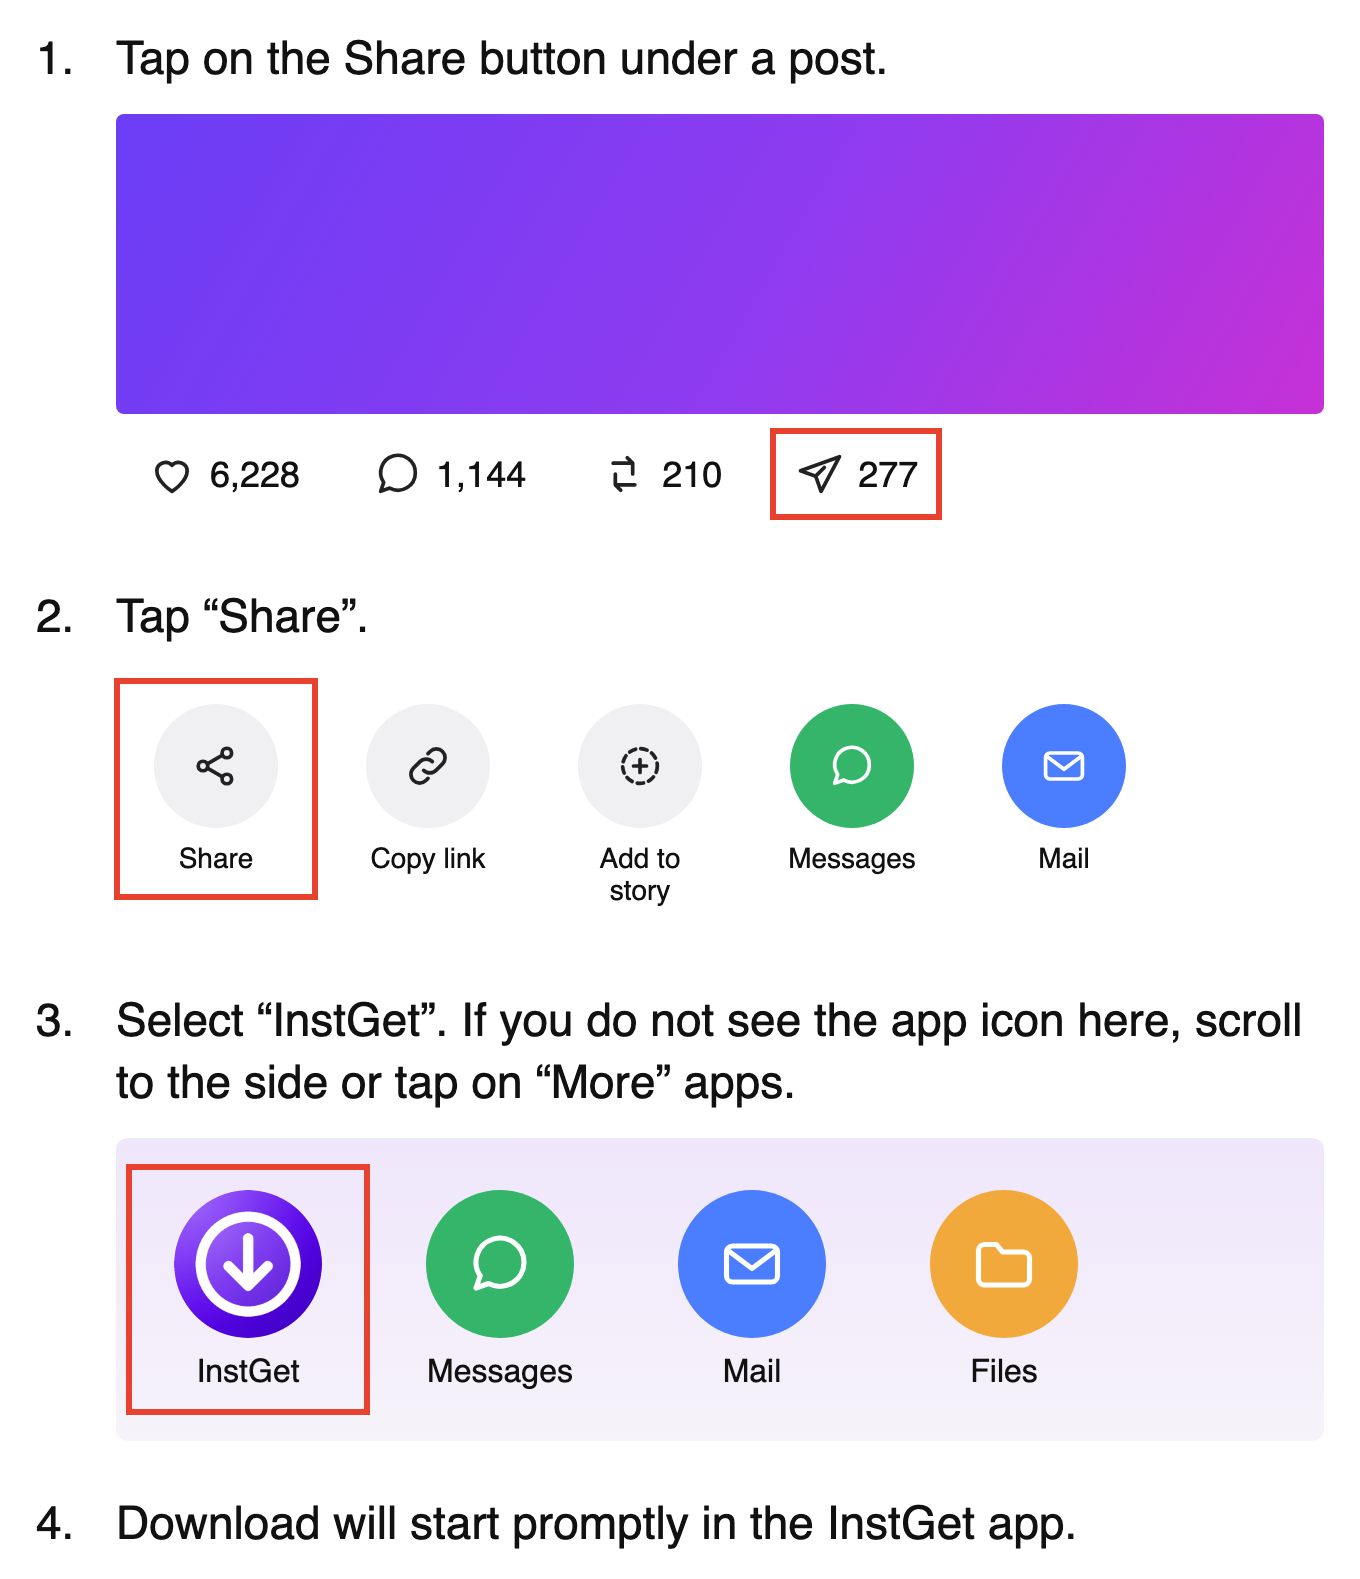 1. Tap on the Share button under a post.
6,228 1,144 210 277
2. Tap “Share”.
Share Copy link Add to story Messages Mail
3. Select “InstGet”. If you do not see the app icon here, scroll
to the side or tap on “More” apps.
InstGet Messages Mail Files
4. Download will start promptly in the InstGet app.